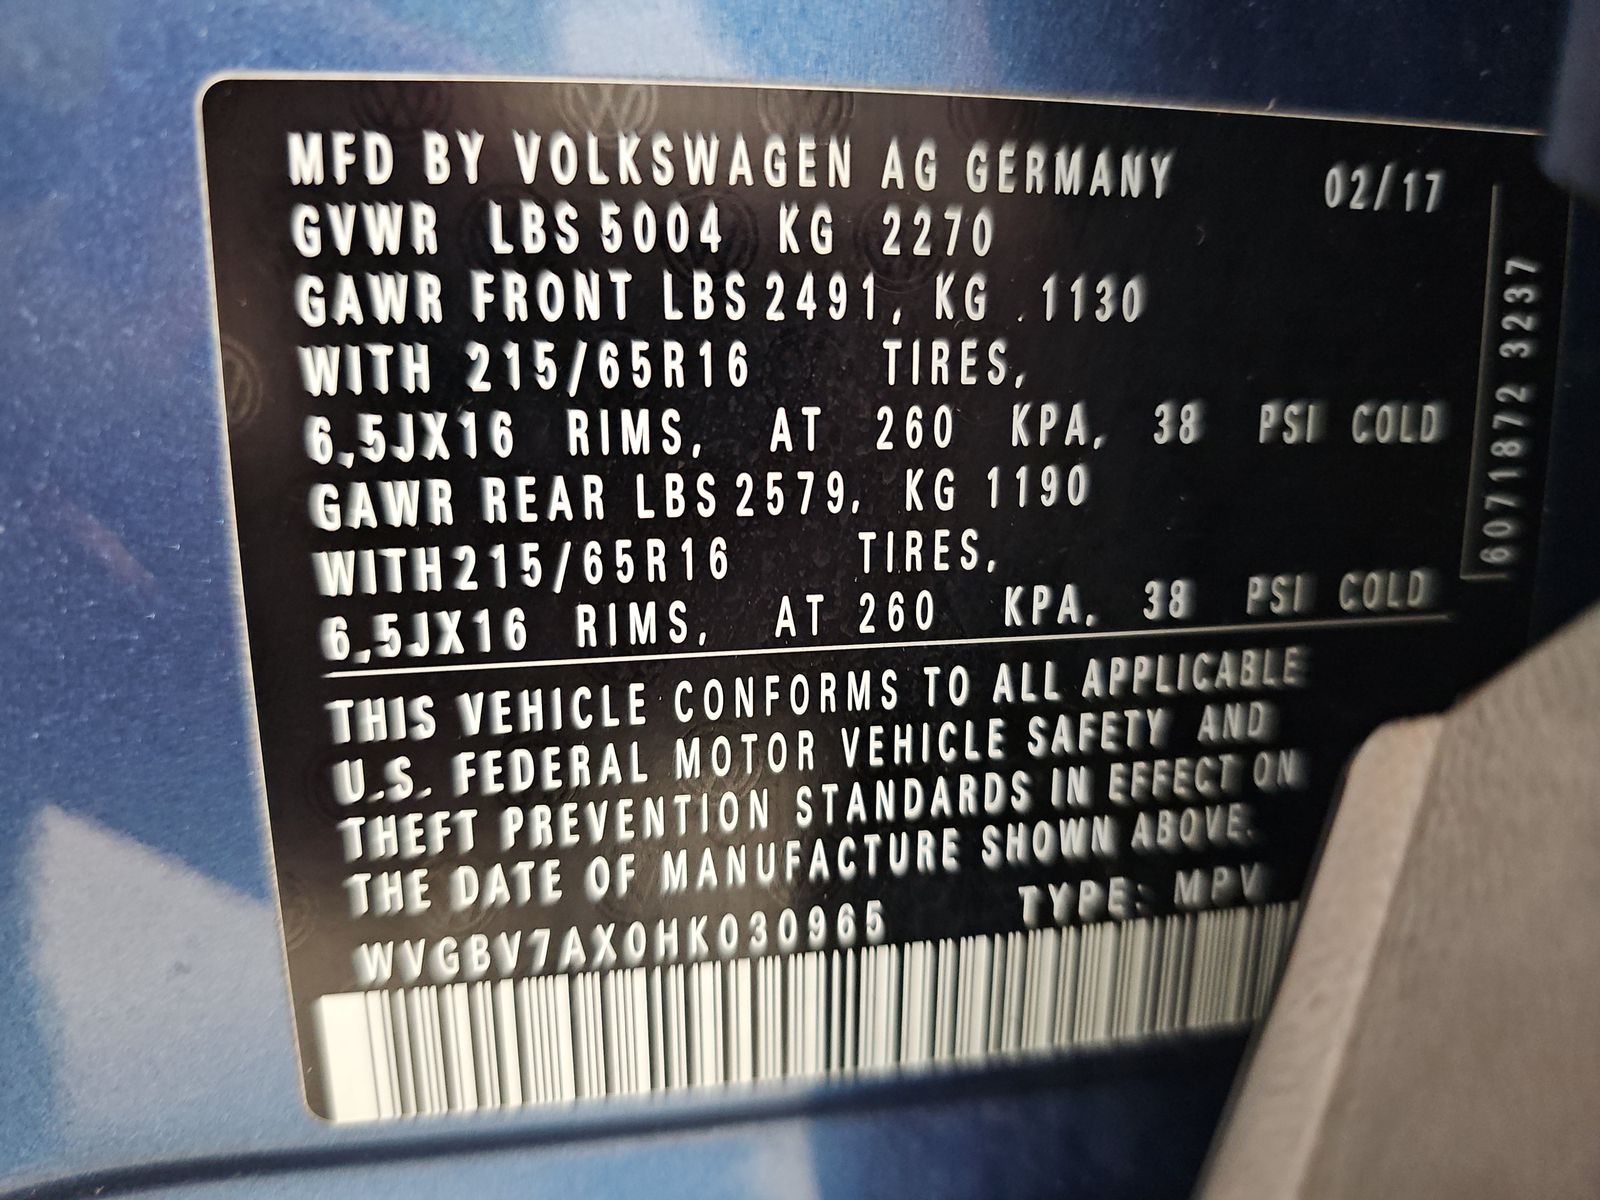 MFD BY VOLKSWAGEN AG GERMANY 02/17
GVWR LBS 5004 KG 2270
GAWR FRONT LBS 2491, KG 1130
WITH 215/65R16 TIRES,
6,5JX16 RIMS, AT 260 KPA, 38 PSI COLD
GAWR REAR LBS 2579, KG 1190
WITH 215/65R16 TIRES,
6,5JX16 RIMS, AT 260 KPA, 38 PSI COLD
THIS VEHICLE CONFORMS TO ALL APPLICABLE
U.S. FEDERAL MOTOR VEHICLE SAFETY AND
THEFT PREVENTION STANDARDS IN EFFECT ON
THE DATE OF MANUFACTURE SHOWN ABOVE.
WVGBV7AX0HK030965 TYPE: MPV
6071872 3237